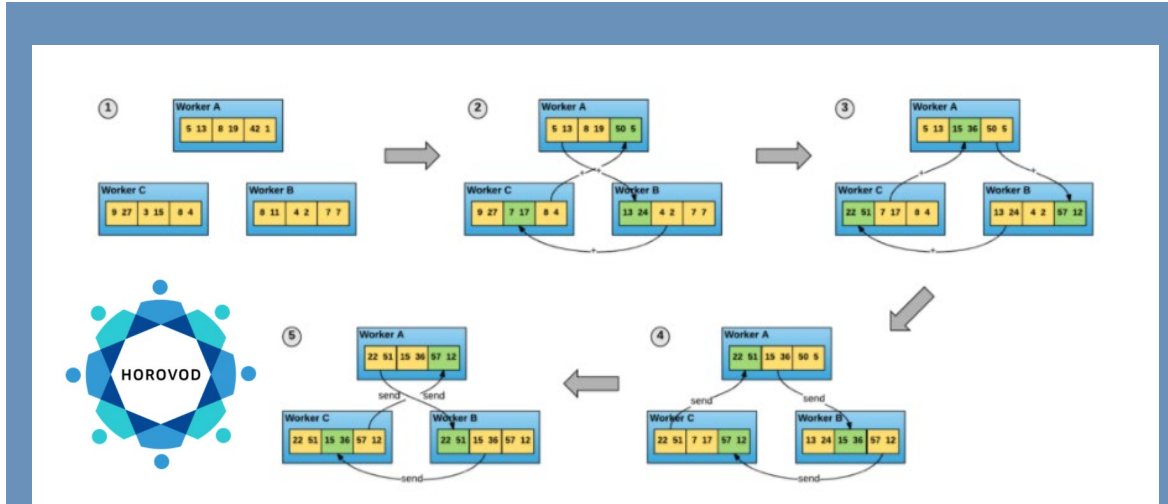 1
Worker A
5 13 8 19 42 1
Worker C
9 27 3 15 8 4
Worker B
8 11 4 2 7 7
2
Worker A
5 13 8 19 50 5
+ +
Worker C
9 27 7 17 8 4
Worker B
13 24 4 2 7 7
+
3
Worker A
5 13 15 36 50 5
+ +
Worker C
22 51 7 17 8 4
Worker B
13 24 4 2 57 12
+
4
Worker A
22 51 15 36 50 5
send send
Worker C
22 51 7 17 57 12
Worker B
13 24 15 36 57 12
send
5
Worker A
22 51 15 36 57 12
send send
Worker C
22 51 15 36 57 12
Worker B
22 51 15 36 57 12
send
HOROVOD